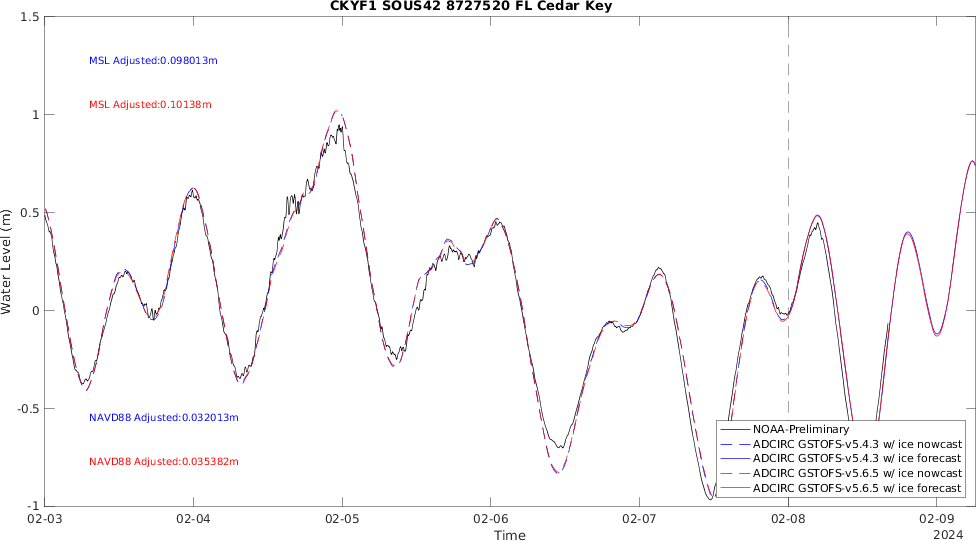 CKYF1 SOUS42 8727520 FL Cedar Key
1.5
1
0.5
0
-0.5
-1
Water Level (m)
MSL Adjusted:0.098013m
MSL Adjusted:0.10138m
NAVD88 Adjusted:0.032013m
NAVD88 Adjusted:0.035382m
NOAA-Preliminary
ADCIRC GSTOFS-v5.4.3 w/ ice nowcast
ADCIRC GSTOFS-v5.4.3 w/ ice forecast
ADCIRC GSTOFS-v5.6.5 w/ ice nowcast
ADCIRC GSTOFS-v5.6.5 w/ ice forecast
02-03 02-04 02-05 02-06 02-07 02-08 02-09
Time
2024